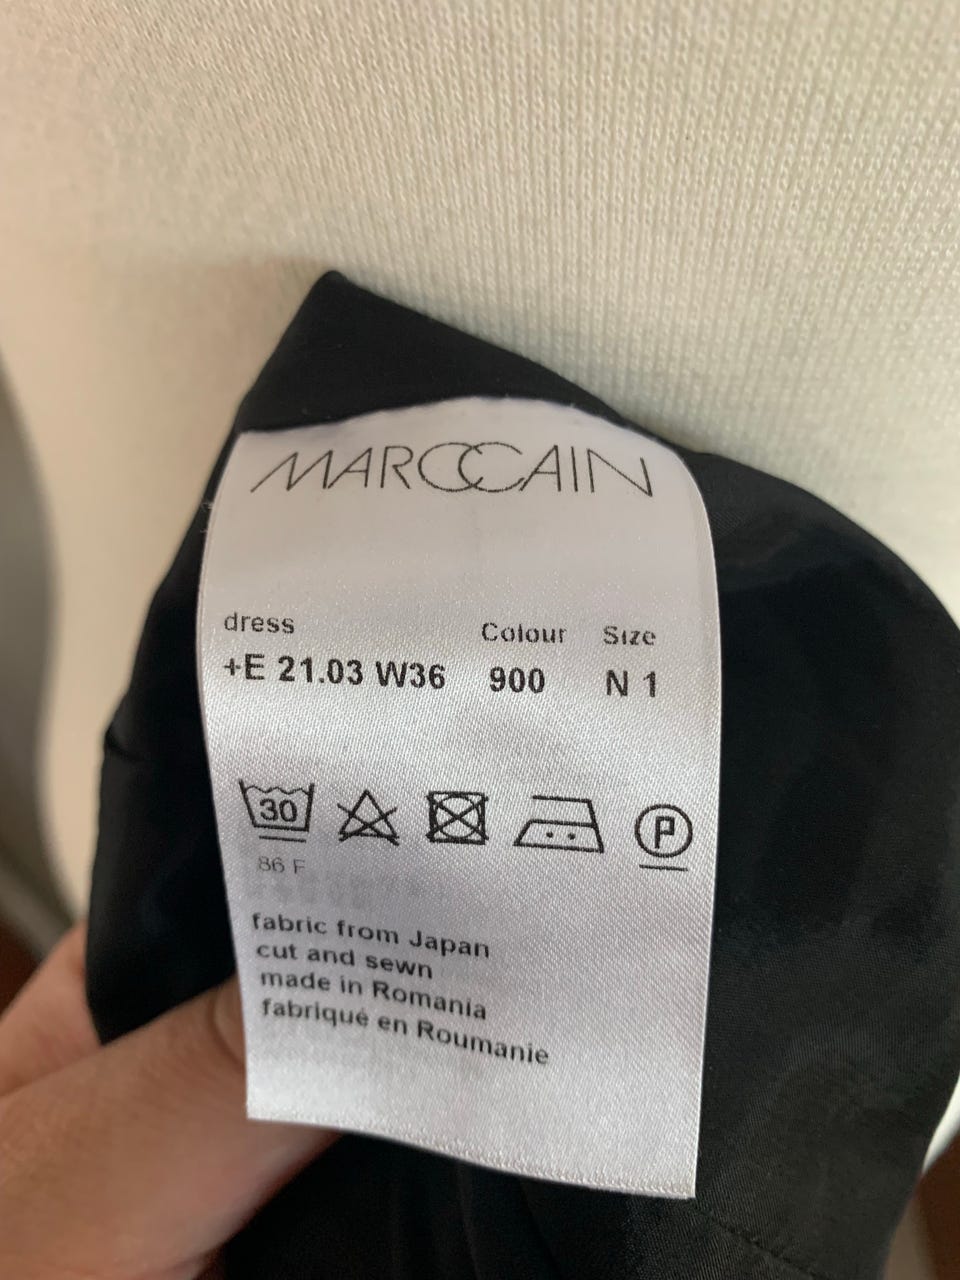 MARCCAIN
dress Colour Size
+E 21.03 W36 900 N 1
30 P
86 F
fabric from Japan
cut and sewn
made in Romania
fabriqué en Roumanie